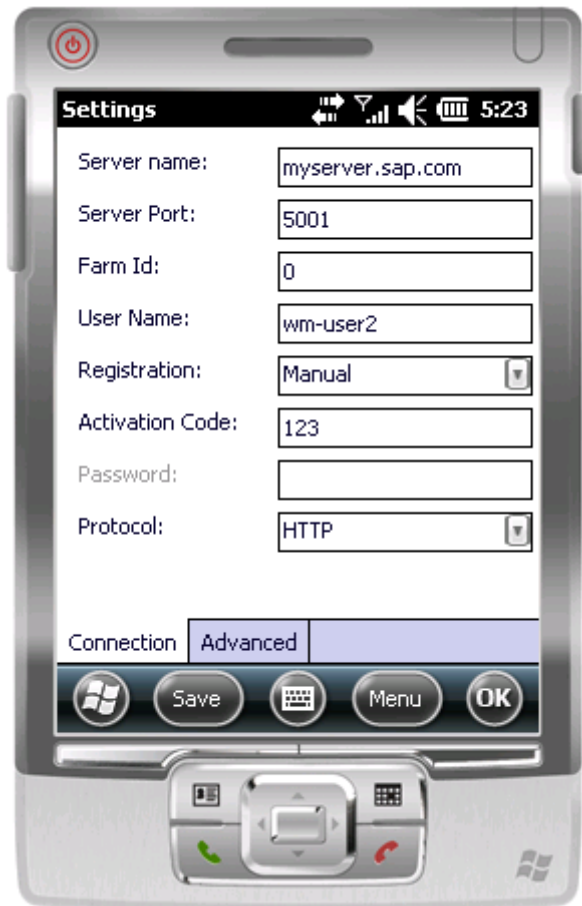 Settings 5:23
Server name: myserver.sap.com
Server Port: 5001
Farm Id: 0
User Name: wm-user2
Registration: Manual
Activation Code: 123
Password:
Protocol: HTTP
Connection Advanced
Save Menu OK